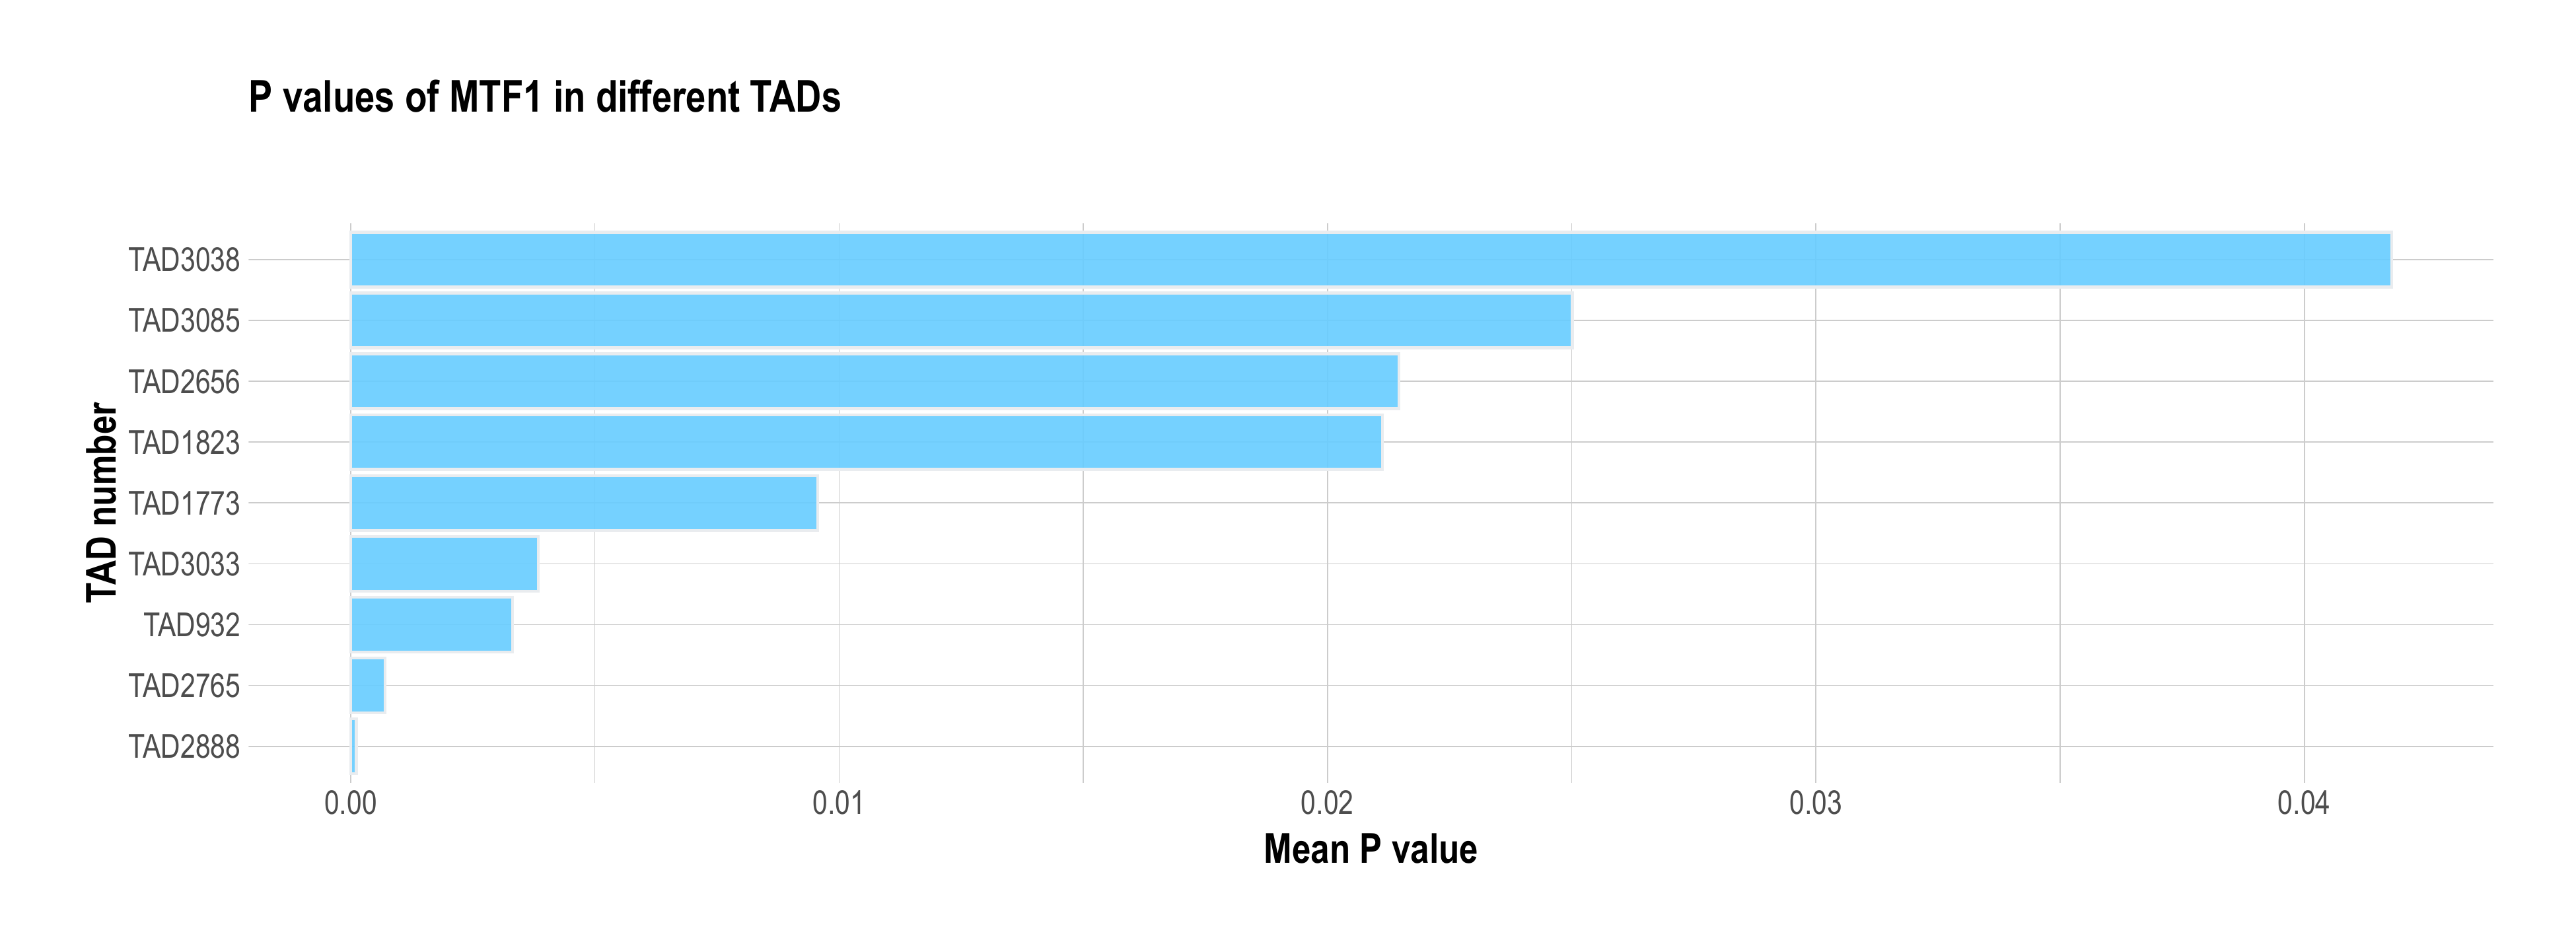 P values of MTF1 in different TADs
TAD number
TAD3038
TAD3085
TAD2656
TAD1823
TAD1773
TAD3033
TAD932
TAD2765
TAD2888
0.00 0.01 0.02 0.03 0.04
Mean P value